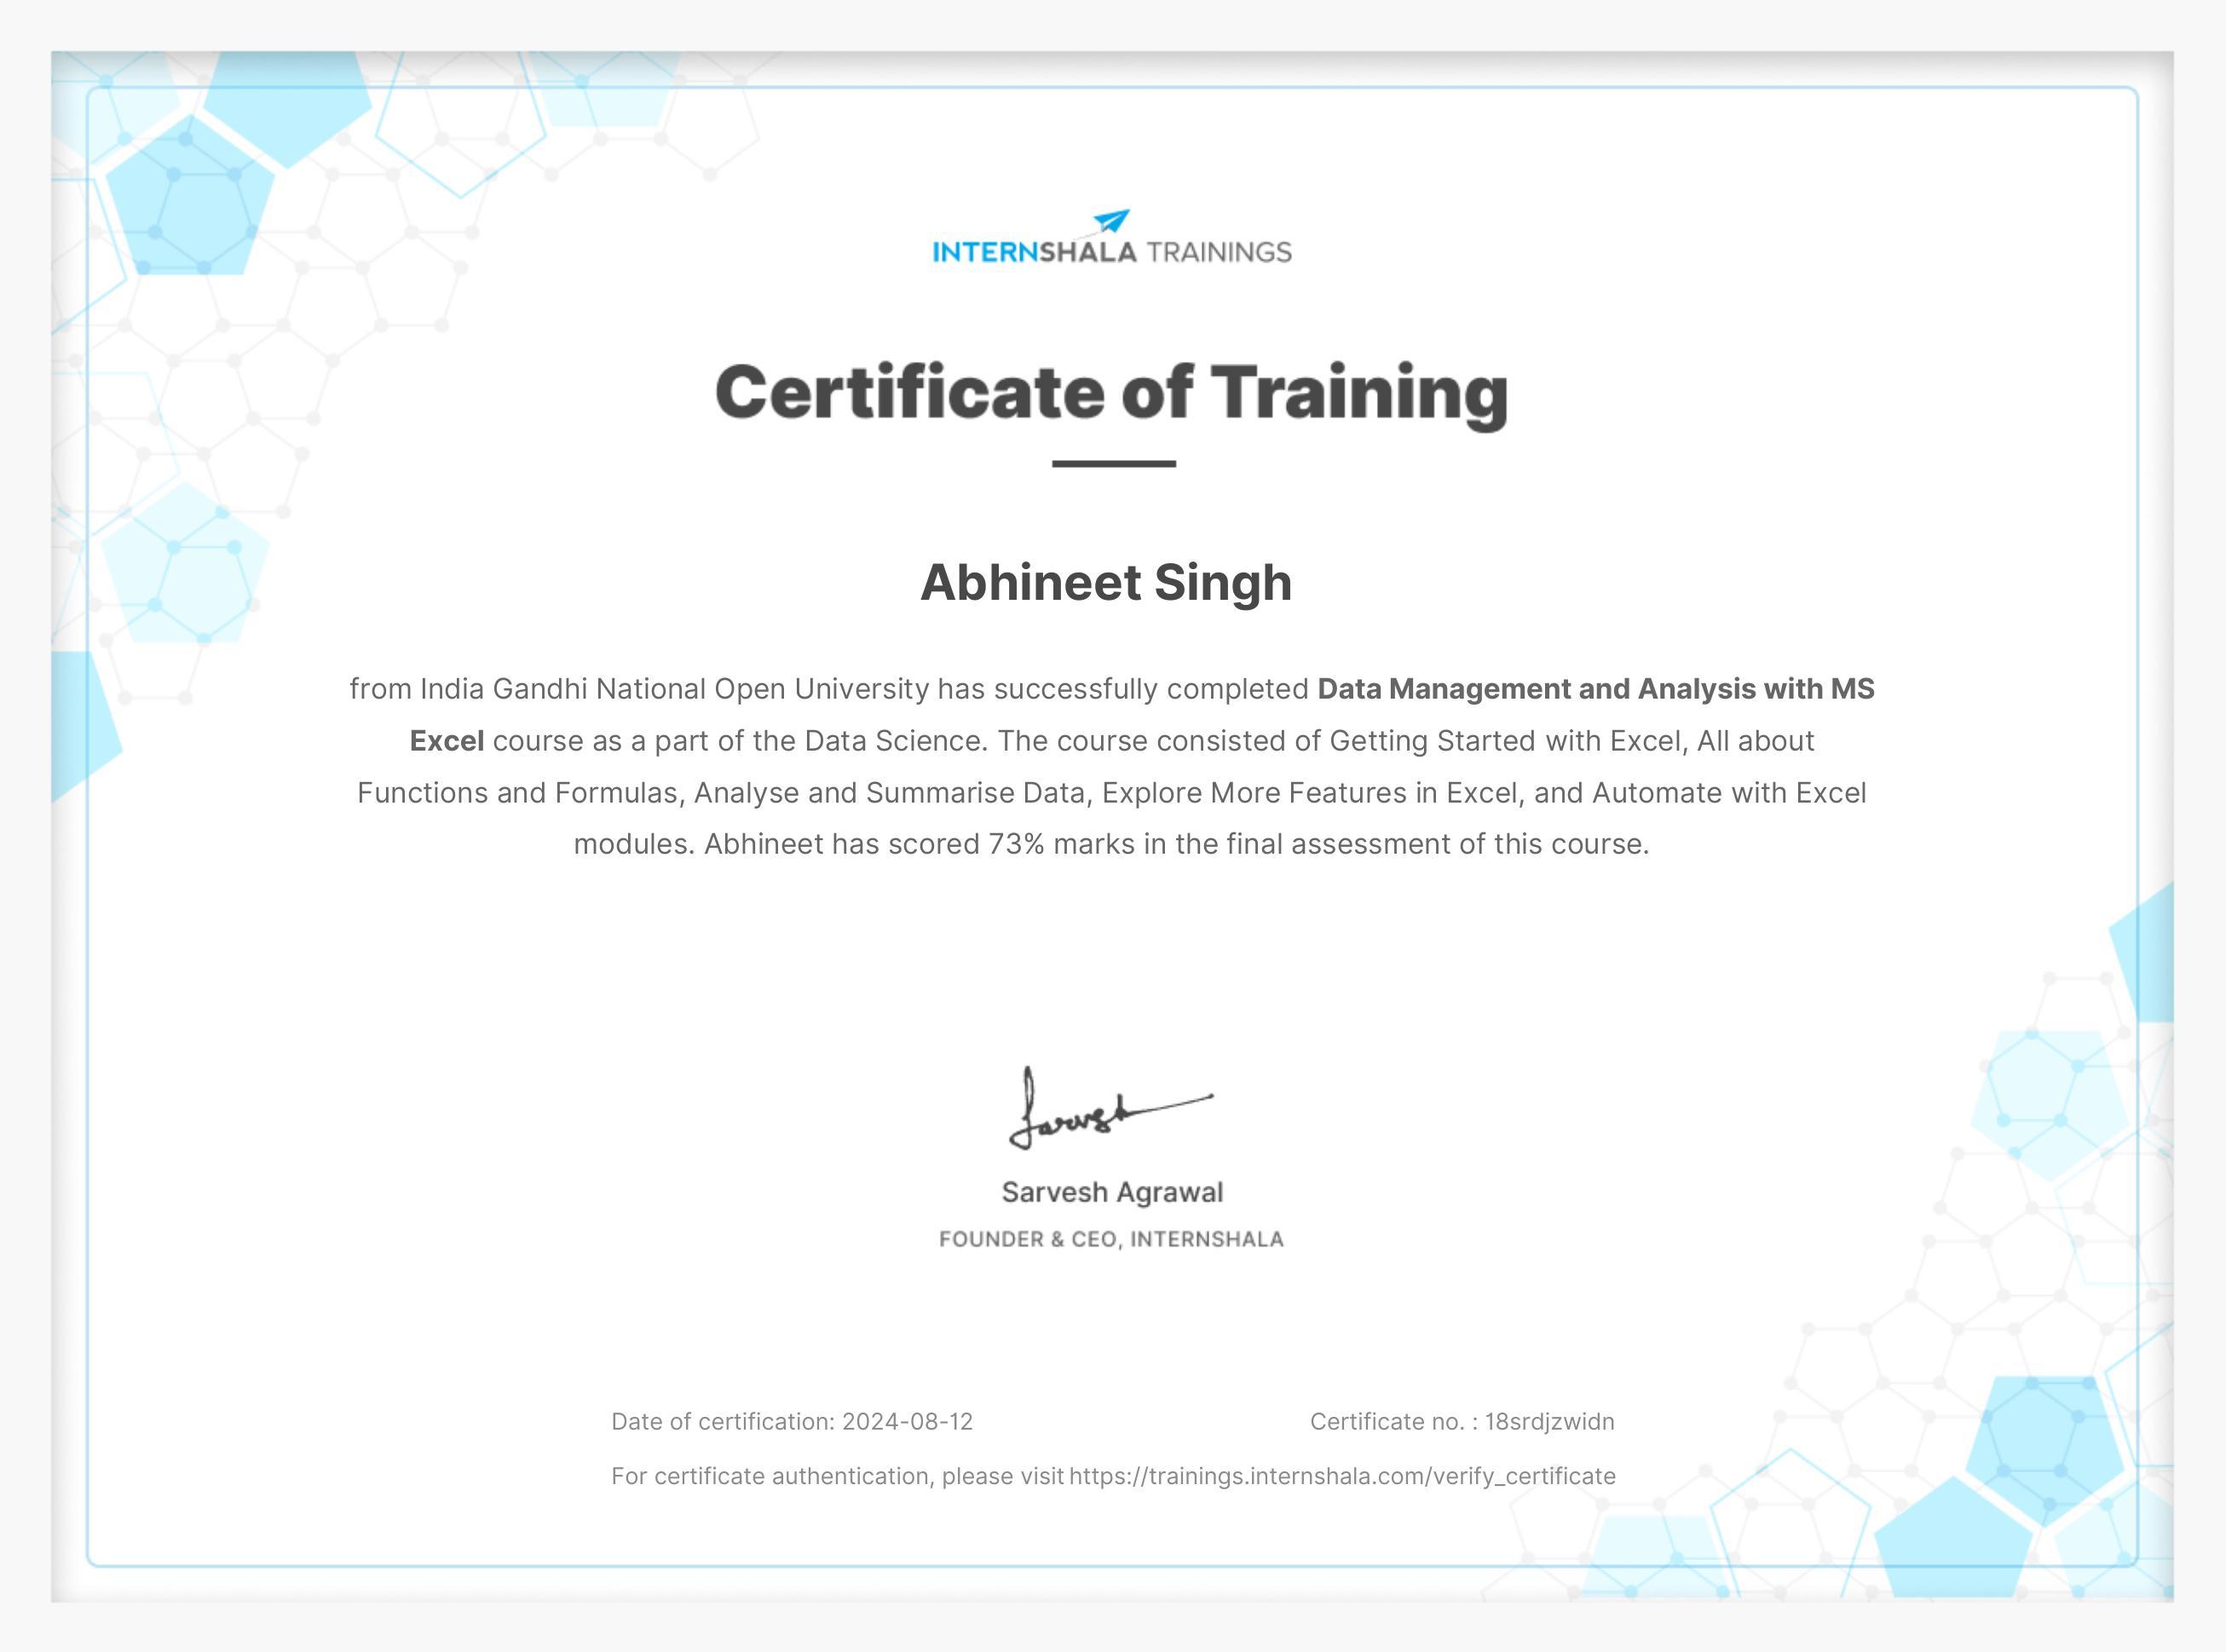 INTERNSHALA TRAININGS
Certificate of Training
Abhineet Singh
from India Gandhi National Open University has successfully completed Data Management and Analysis with MS
Excel course as a part of the Data Science. The course consisted of Getting Started with Excel, All about
Functions and Formulas, Analyse and Summarise Data, Explore More Features in Excel, and Automate with Excel
modules. Abhineet has scored 73% marks in the final assessment of this course.
Sarvesh
Sarvesh Agrawal
FOUNDER & CEO, INTERNSHALA
Date of certification: 2024-08-12 Certificate no. : 18srdjzwidn
For certificate authentication, please visit https://trainings.internshala.com/verify_certificate